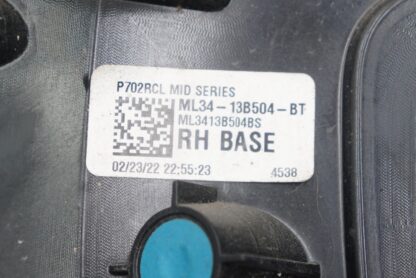 P702RCL MID SERIES
ML34-13B504-BT
ML3413B504BS
RH BASE
02/23/22 22:55:23 4538